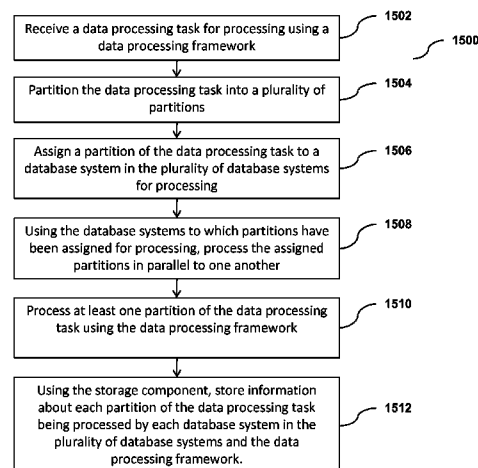 Receive a data processing task for processing using a
data processing framework
1502
1500
Partition the data processing task into a plurality of
partitions
1504
Assign a partition of the data processing task to a
database system in the plurality of database systems
for processing
1506
Using the database systems to which partitions have
been assigned for processing, process the assigned
partitions in parallel to one another
1508
Process at least one partition of the data processing
task using the data processing framework
1510
Using the storage component, store information
about each partition of the data processing task
being processed by each database system in the
plurality of database systems and the data
processing framework.
1512